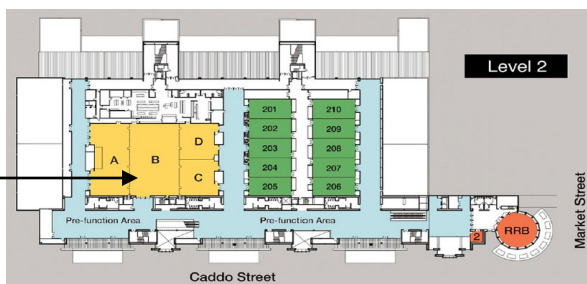 Level 2
201
210
202
209
D
A
B
203
208
C
204
207
205
206
Pre-function Area
Pre-function Area
RRB
2
Market Street
Caddo Street